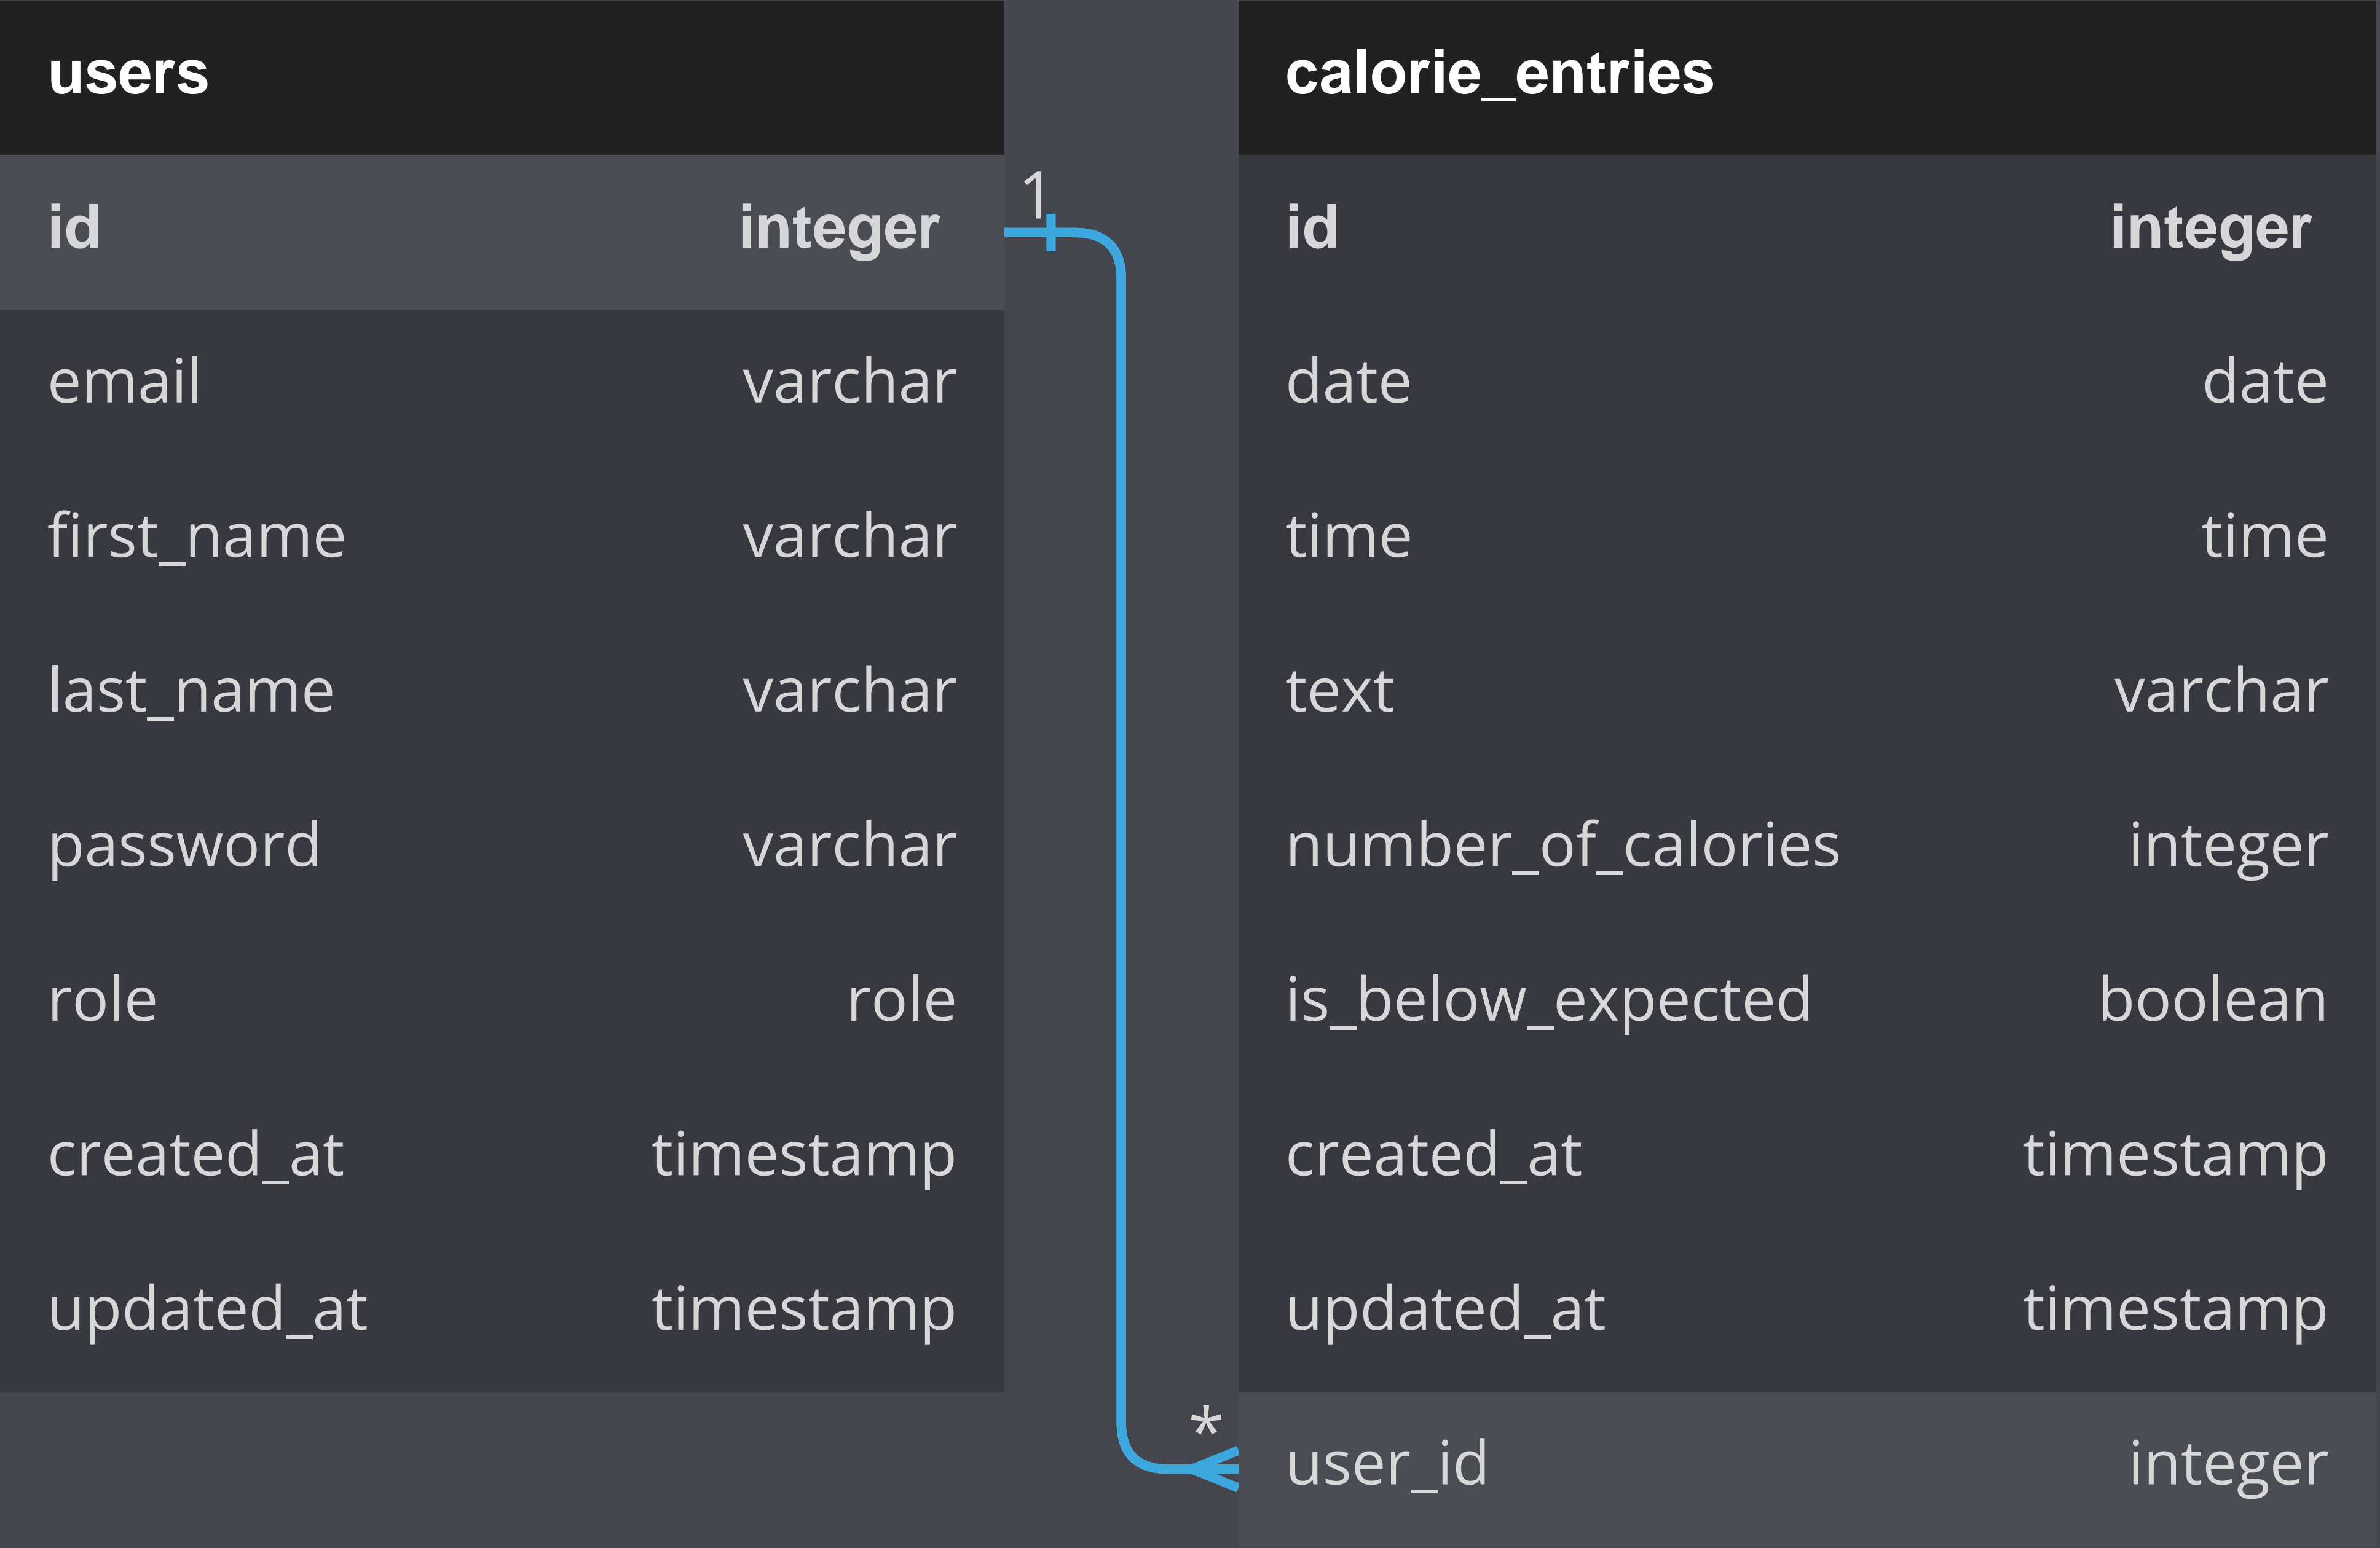 users
id integer
email varchar
first_name varchar
last_name varchar
password varchar
role role
created_at timestamp
updated_at timestamp
1
*
calorie_entries
id integer
date date
time time
text varchar
number_of_calories integer
is_below_expected boolean
created_at timestamp
updated_at timestamp
user_id integer